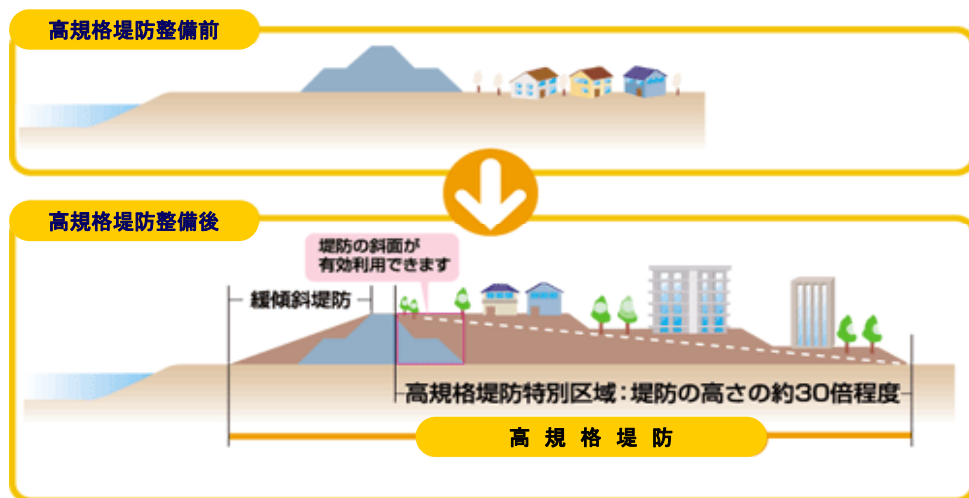 高規格堤防整備前
高規格堤防整備後
堤防の斜面が
有効利用できます
緩傾斜堤防
高規格堤防特別区域：堤防の高さの約30倍程度
高規格堤防